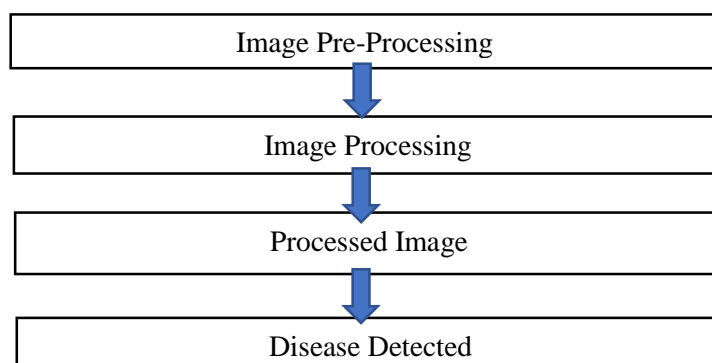 Image Pre-Processing
Image Processing
Processed Image
Disease Detected